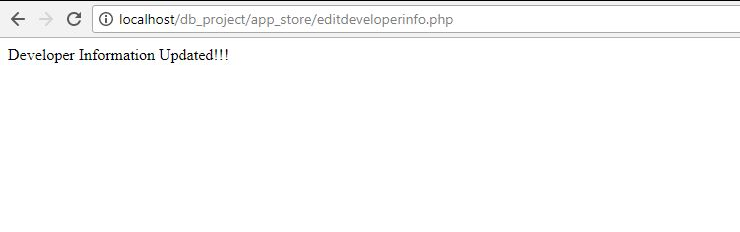 localhost/db_project/app_store/editdeveloperinfo.php
Developer Information Updated!!!